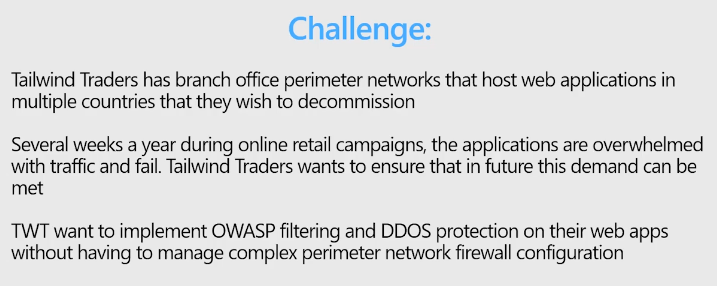 Challenge:
Tailwind Traders has branch office perimeter networks that host web applications in
multiple countries that they wish to decommission
Several weeks a year during online retail campaigns, the applications are overwhelmed
with traffic and fail. Tailwind Traders wants to ensure that in future this demand can be
met
TWT want to implement OWASP filtering and DDOS protection on their web apps
without having to manage complex perimeter network firewall configuration